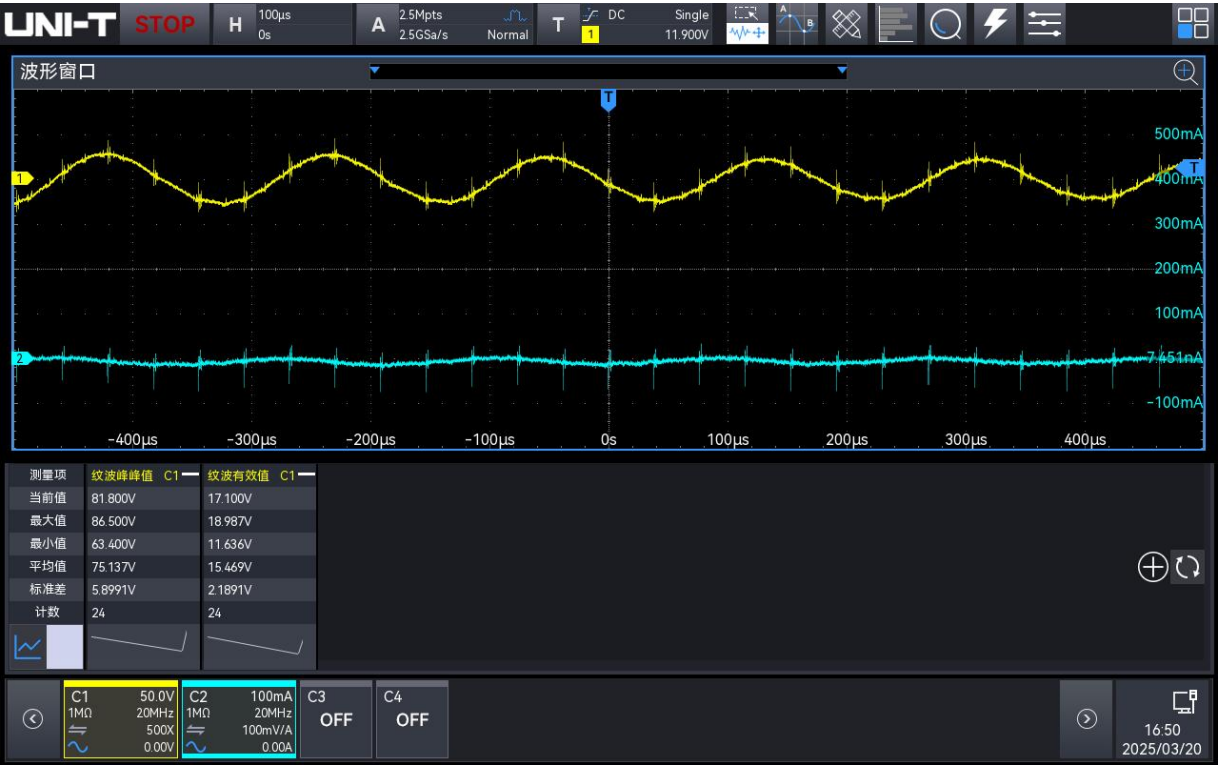 UNI-T STOP H 100μs 0s A 2.5Mpts 2.5GSa/s Normal T DC 1 Single 11.900V A B
波形窗口
T
500mA
1 T
400mA
300mA
200mA
100mA
2 7.451nA
-100mA
-400μs -300μs -200μs -100μs 0s 100μs 200μs 300μs 400μs
测量项 纹波峰峰值 C1 纹波有效值 C1
当前值 81.800V 17.100V
最大值 86.500V 18.987V
最小值 63.400V 11.636V
平均值 75.137V 15.469V
标准差 5.8991V 2.1891V
计数 24 24
C1 50.0V C2 100mA C3 C4
1MΩ 20MHz 1MΩ 20MHz OFF OFF
500X 100mV/A
0.00V 0.00A
16:50
2025/03/20